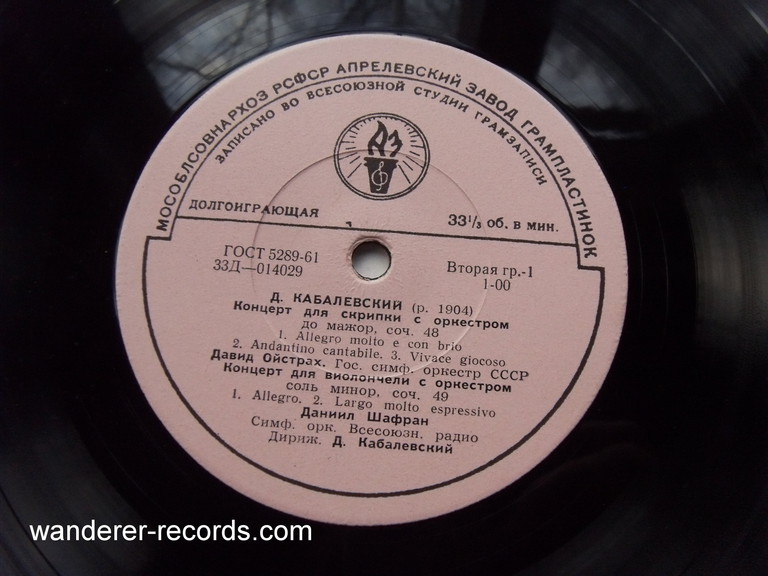 МОСОБЛСОВНАРХОЗ РСФСР АПРЕЛЕВСКИЙ ЗАВОД ГРАМПЛАСТИНОК
ЗАПИСАНО ВО ВСЕСОЮЗНОЙ СТУДИИ ГРАМЗАПИСИ
АЗ
ДОЛГОИГРАЮЩАЯ
33 1/3 об. в мин.
ГОСТ 5289-61
33Д—014029
Вторая гр.-1
1-00
Д. КАБАЛЕВСКИЙ (р. 1904)
Концерт для скрипки с оркестром
до мажор, соч. 48
1. Allegro molto e con brio
2. Andantino cantabile. 3. Vivace giocoso
Давид Ойстрах. Гос. симф. оркестр СССР
Концерт для виолончели с оркестром
соль минор, соч. 49
1. Allegro. 2. Largo molto espressivo
Даниил Шафран
Симф. орк. Всесоюзн. радио
Дириж. Д. Кабалевский
wanderer-records.com